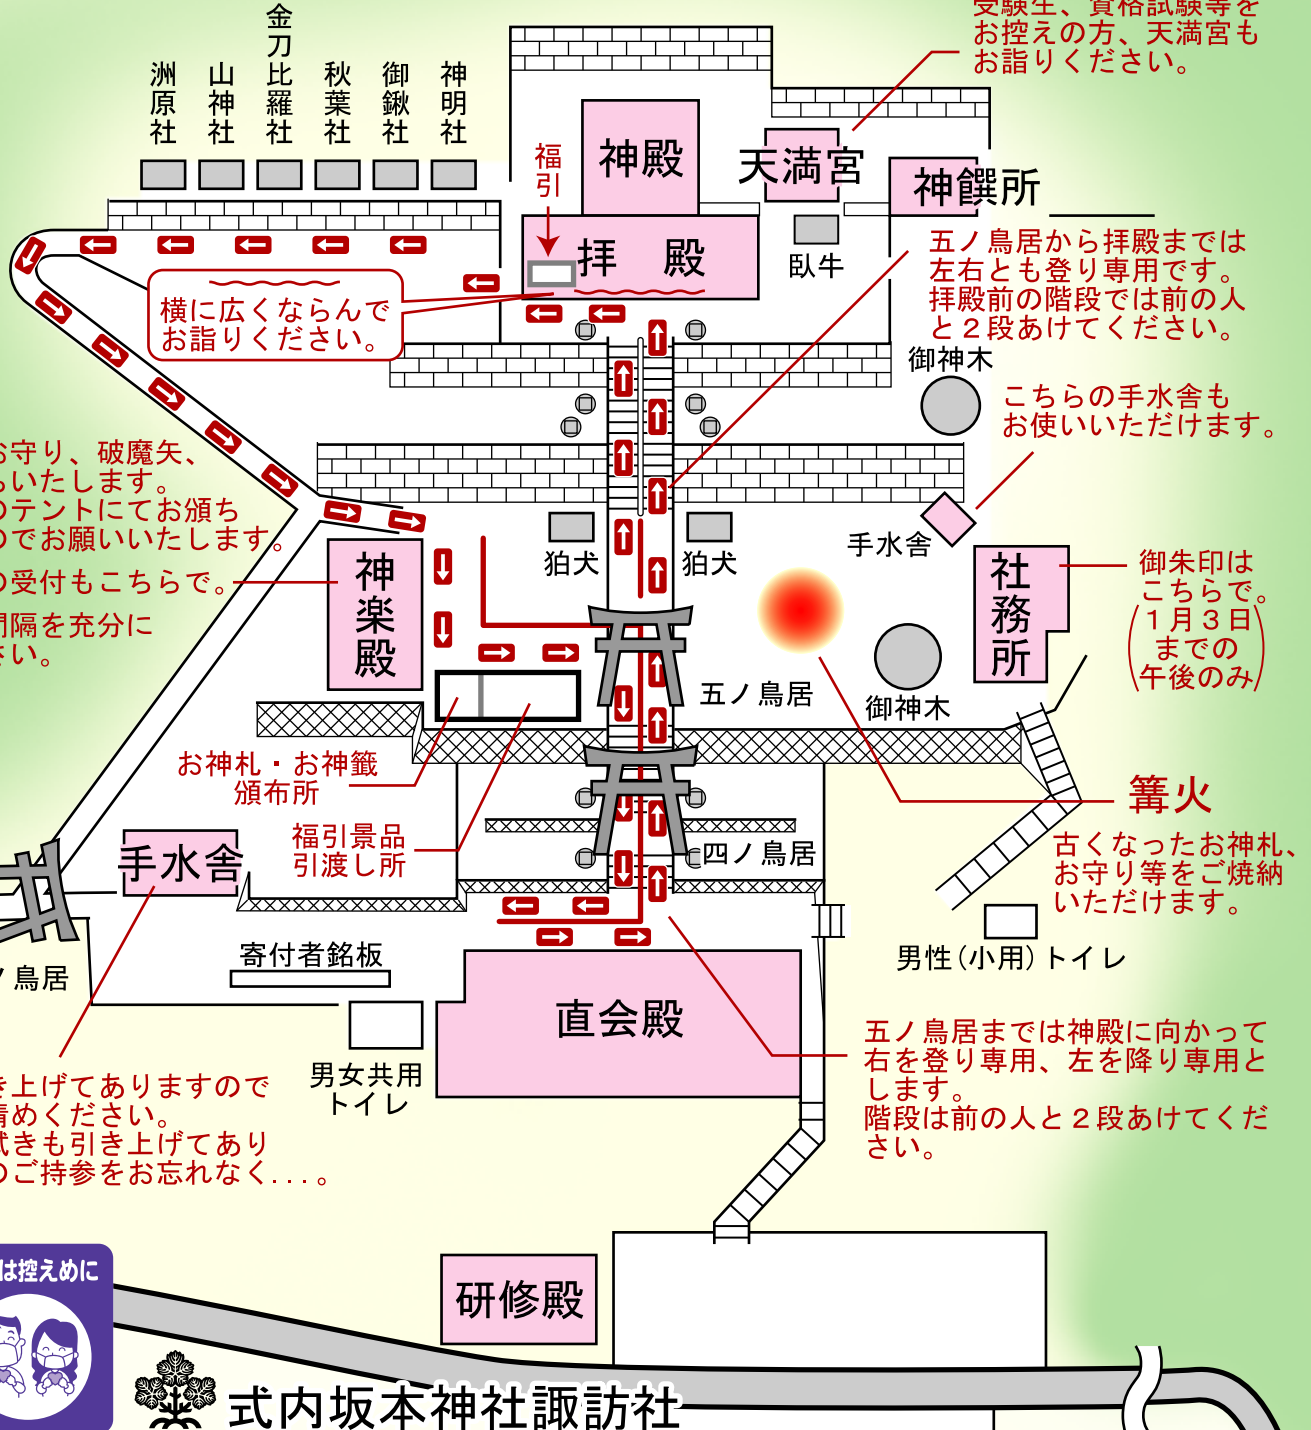 受験生、資格試験等を
お控えの方、天満宮も
お詣りください。
洲原社
山神社
金刀比羅社
秋葉社
御鍬社
神明社
福引
神殿
天満宮
神饌所
拝 殿
臥牛
横に広くならんで
お詣りください。
五ノ鳥居から拝殿までは
左右とも登り専用です。
拝殿前の階段では前の人
と２段あけてください。
御神木
こちらの手水舎も
お使いいただけます。
お守り、破魔矢、
いたします。
のテントにてお頒ち
のでお願いいたします。
の受付もこちらで。
間隔を充分に
さい。
狛犬
狛犬
手水舎
神楽殿
社務所
御朱印は
こちらで。
(１月３日
までの
午後のみ)
五ノ鳥居
御神木
お神札・お神籤
頒布所
福引景品
引渡し所
篝火
古くなったお神札、
お守り等をご焼納
いただけます。
手水舎
四ノ鳥居
ノ鳥居
寄付者銘板
男性(小用)トイレ
直会殿
男女共用
トイレ
五ノ鳥居までは神殿に向かって
右を登り専用、左を降り専用と
します。
階段は前の人と２段あけてくだ
さい。
き上げてありますので
清めください。
拭きも引き上げてあり
のご持参をお忘れなく...。
は控えめに
研修殿
式内坂本神社諏訪社